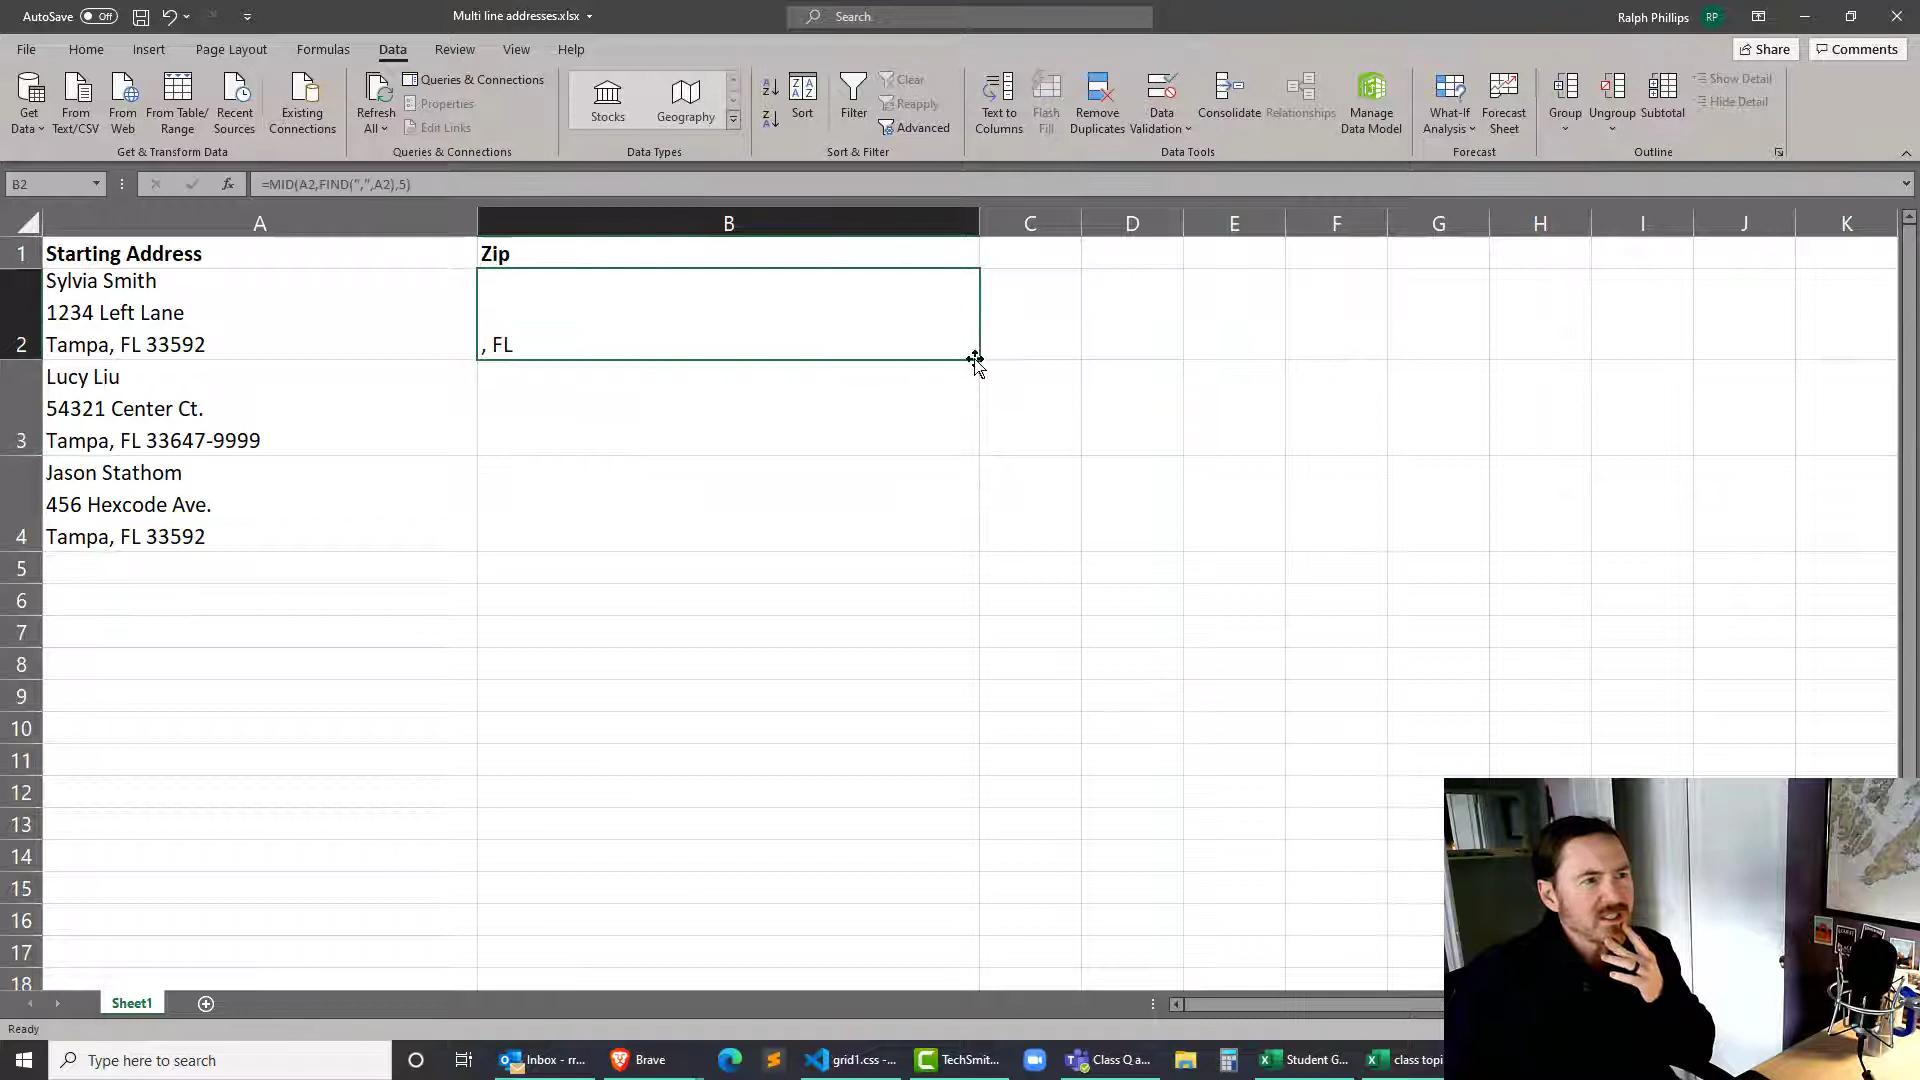 AutoSave Off
Multi line addresses.xlsx
Search
Ralph Phillips
RP
File Home Insert Page Layout Formulas Data Review View Help
Share
Comments
Get Data
From Text/CSV
From Web
From Table/ Range
Recent Sources
Existing Connections
Get & Transform Data
Refresh All
Queries & Connections
Properties
Edit Links
Queries & Connections
Stocks
Geography
Data Types
Sort
Filter
Clear
Reapply
Advanced
Sort & Filter
Text to Columns
Flash Fill
Remove Duplicates
Data Validation
Consolidate
Relationships
Manage Data Model
Data Tools
What-If Analysis
Forecast Sheet
Forecast
Group
Ungroup
Subtotal
Show Detail
Hide Detail
Outline
B2
fx
=MID(A2,FIND(",",A2),5)
A B C D E F G H I J K
1 Starting Address Zip
Sylvia Smith
1234 Left Lane
2 Tampa, FL 33592 , FL
Lucy Liu
54321 Center Ct.
3 Tampa, FL 33647-9999
Jason Stathom
456 Hexcode Ave.
4 Tampa, FL 33592
5
6
7
8
9
10
11
12
13
14
15
16
17
18
Sheet1
Ready
Type here to search
Inbox - rr...
Brave
grid1.css -...
TechSmit...
Class Q a...
Student G...
class topi